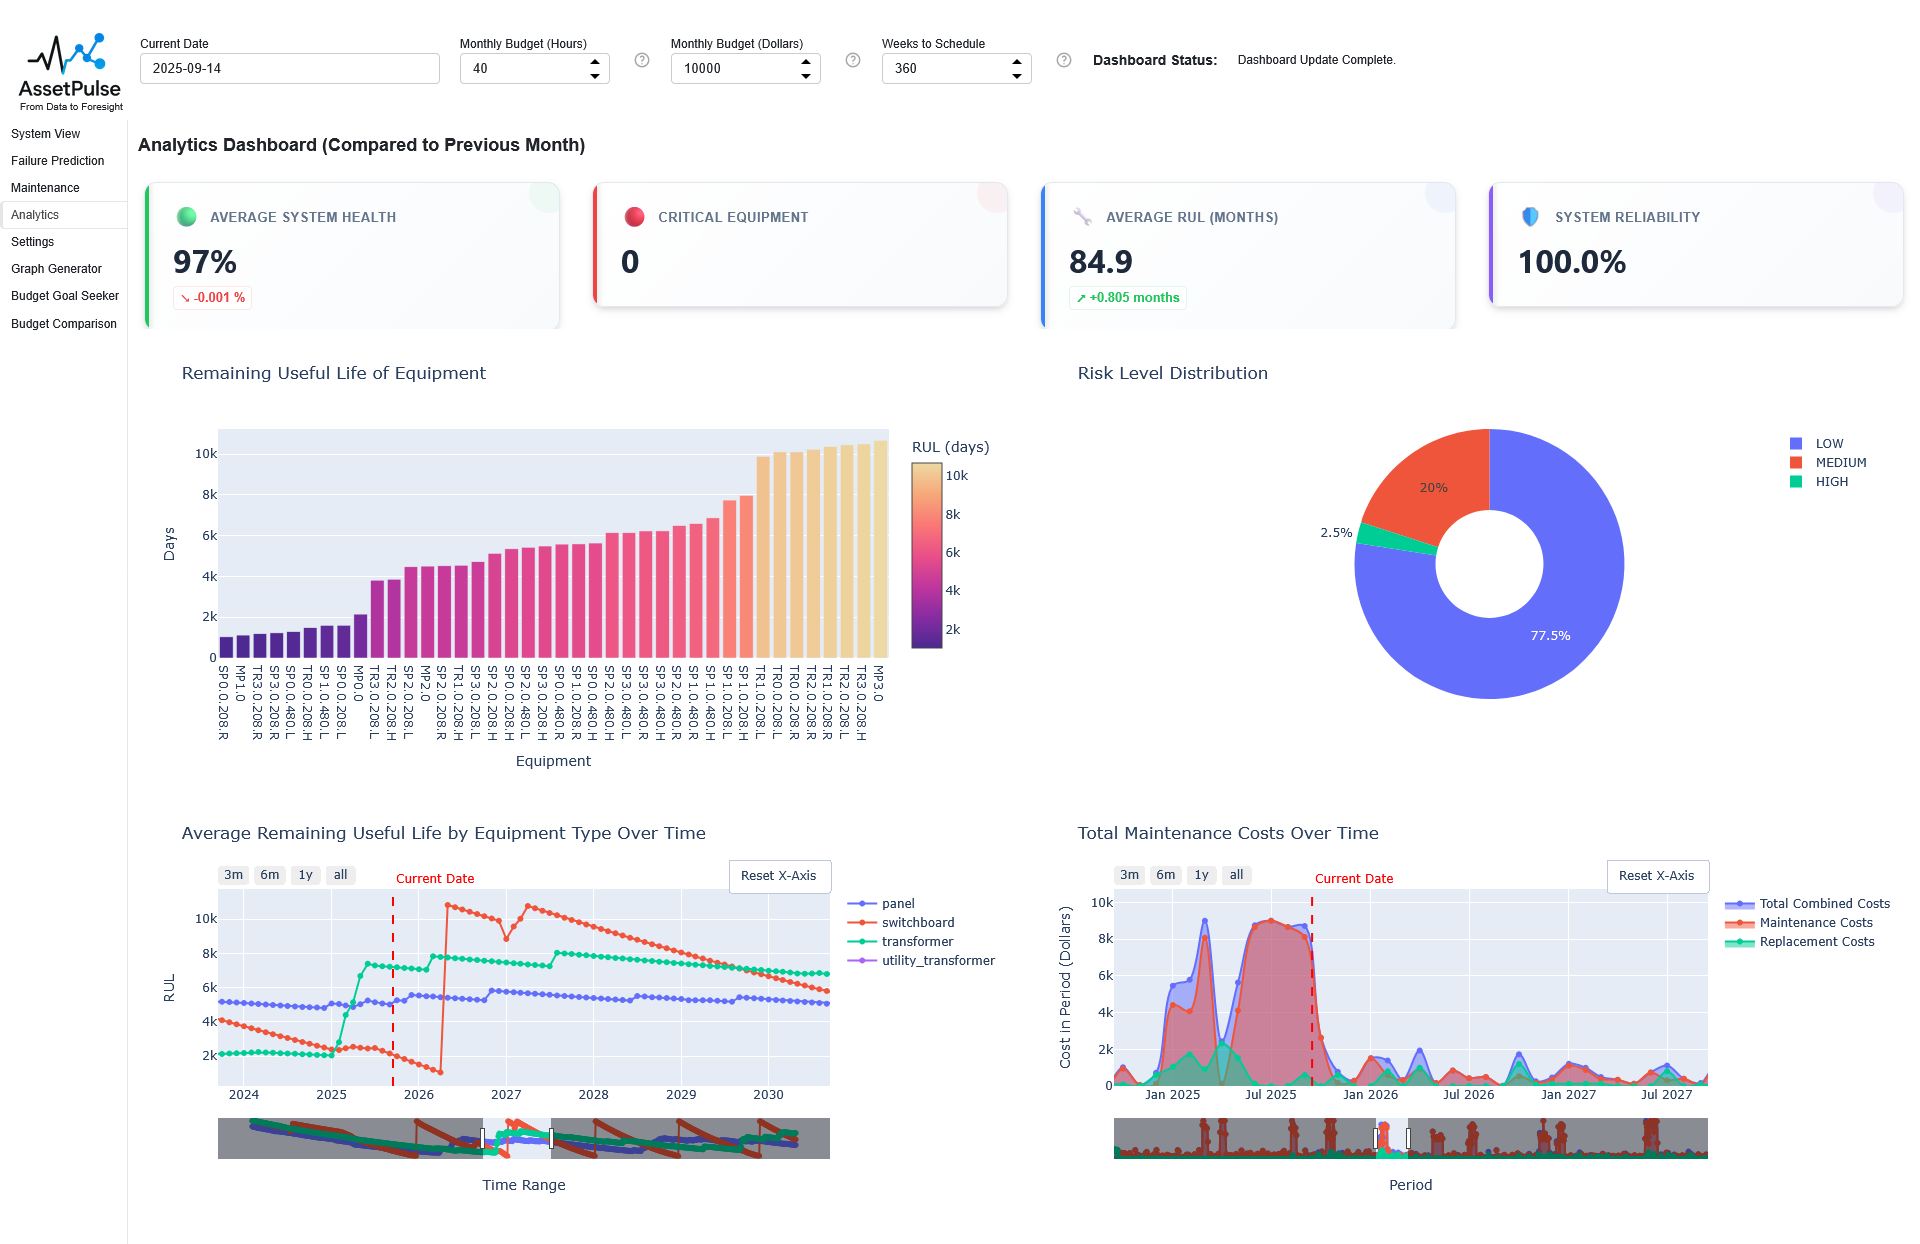 AssetPulse
From Data to Foresight
Current Date
2025-09-14
Monthly Budget (Hours)
40
Monthly Budget (Dollars)
10000
Weeks to Schedule
360
Dashboard Status:
Dashboard Update Complete.
System View
Failure Prediction
Maintenance
Analytics
Settings
Graph Generator
Budget Goal Seeker
Budget Comparison
Analytics Dashboard (Compared to Previous Month)
AVERAGE SYSTEM HEALTH
97%
↘ -0.001 %
CRITICAL EQUIPMENT
0
AVERAGE RUL (MONTHS)
84.9
↗ +0.805 months
SYSTEM RELIABILITY
100.0%
Remaining Useful Life of Equipment
Days
10k
8k
6k
4k
2k
0
SP0.0.208.R
MP1.0
TR3.0.208.R
SP3.0.208.R
SP0.0.480.L
TR0.0.208.H
SP1.0.480.L
SP0.0.208.L
MP0.0
TR3.0.208.L
TR2.0.208.H
SP2.0.208.L
MP2.0
SP2.0.208.R
TR1.0.208.H
SP3.0.208.L
SP2.0.208.H
SP0.0.208.H
SP2.0.480.L
SP3.0.208.H
SP0.0.480.R
SP1.0.208.R
SP0.0.480.H
SP2.0.480.H
SP3.0.480.L
SP3.0.480.H
SP2.0.480.R
SP1.0.480.R
SP1.0.480.H
SP1.0.208.L
SP1.0.208.H
TR1.0.208.L
TR0.0.208.L
TR0.0.208.R
TR2.0.208.R
TR1.0.208.R
TR2.0.208.L
TR3.0.208.H
MP3.0
Equipment
RUL (days)
10k
8k
6k
4k
2k
Risk Level Distribution
20%
2.5%
77.5%
LOW
MEDIUM
HIGH
Average Remaining Useful Life by Equipment Type Over Time
3m
6m
1y
all
Current Date
Reset X-Axis
RUL
10k
8k
6k
4k
2k
2024
2025
2026
2027
2028
2029
2030
Time Range
panel
switchboard
transformer
utility_transformer
Total Maintenance Costs Over Time
3m
6m
1y
all
Current Date
Reset X-Axis
Cost in Period (Dollars)
10k
8k
6k
4k
2k
0
Jan 2025
Jul 2025
Jan 2026
Jul 2026
Jan 2027
Jul 2027
Period
Total Combined Costs
Maintenance Costs
Replacement Costs